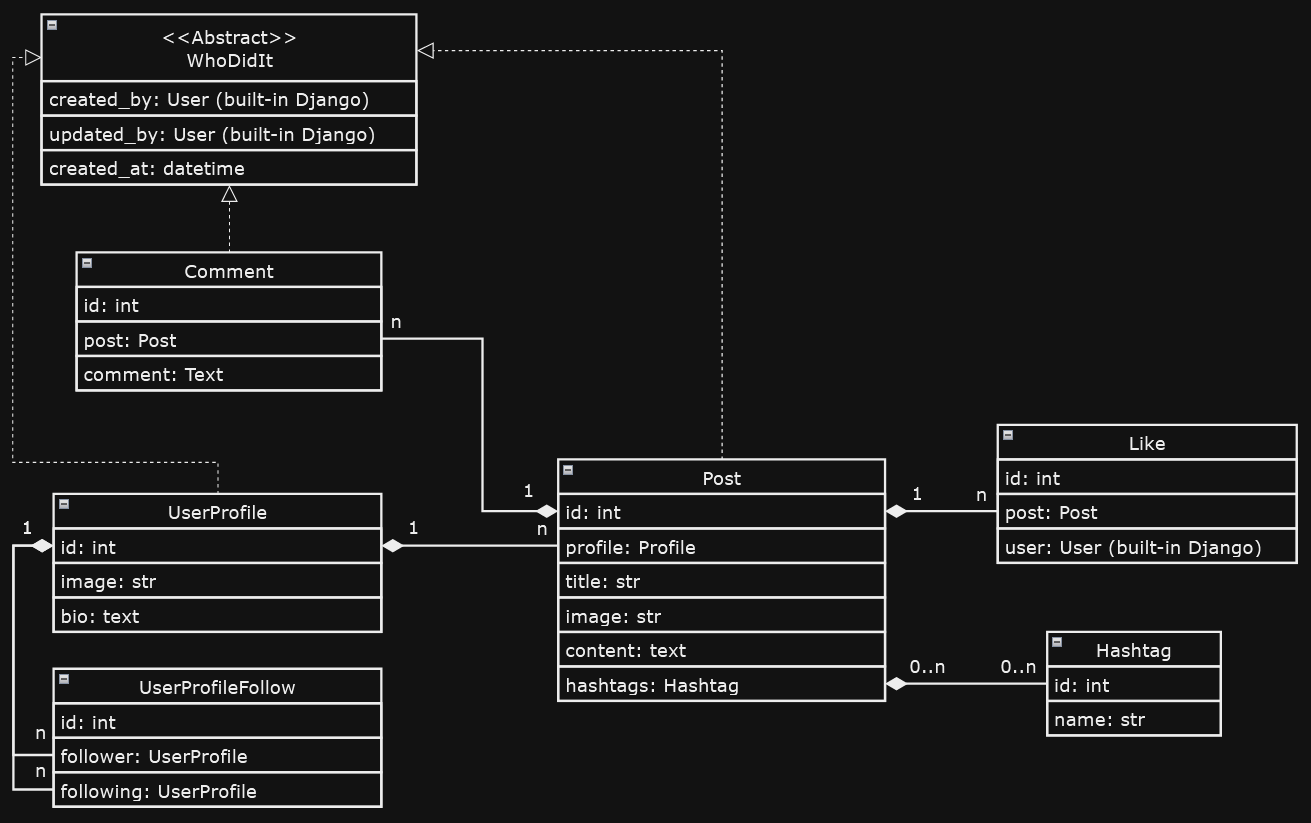 <<Abstract>>
WhoDidIt
created_by: User (built-in Django)
updated_by: User (built-in Django)
created_at: datetime
Comment
id: int
post: Post
comment: Text
n
1
Post
id: int
profile: Profile
title: str
image: str
content: text
hashtags: Hashtag
Like
id: int
post: Post
user: User (built-in Django)
1
n
UserProfile
id: int
image: str
bio: text
1
1
n
UserProfileFollow
id: int
follower: UserProfile
following: UserProfile
n
n
0..n
0..n
Hashtag
id: int
name: str